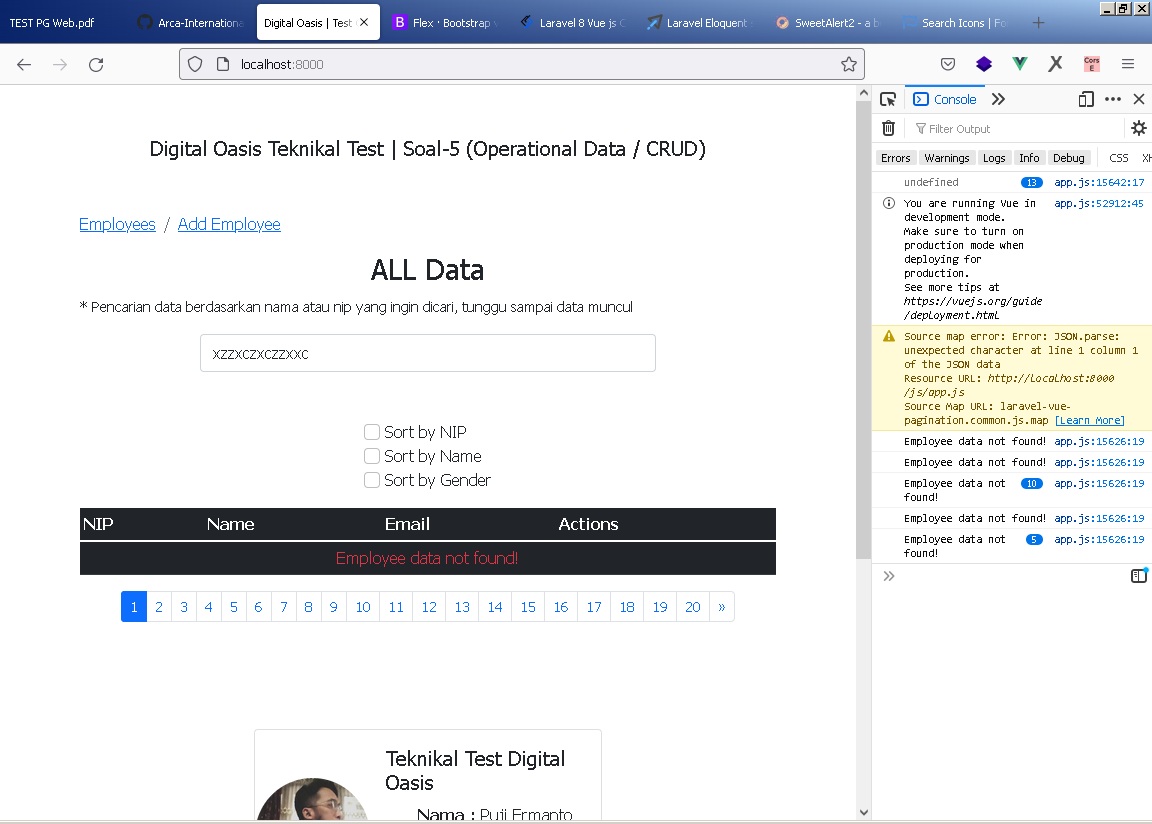 TEST PG Web.pdf
Arca-Internationa
Digital Oasis | Test
Flex · Bootstrap v
Laravel 8 Vue js C
Laravel Eloquent
SweetAlert2 - a b
Search Icons | Fo
localhost:8000
Cors
E
Digital Oasis Teknikal Test | Soal-5 (Operational Data / CRUD)
Employees / Add Employee
ALL Data
* Pencarian data berdasarkan nama atau nip yang ingin dicari, tunggu sampai data muncul
xzzxczxczzxxc
Sort by NIP
Sort by Name
Sort by Gender
NIP Name Email Actions
Employee data not found!
1 2 3 4 5 6 7 8 9 10 11 12 13 14 15 16 17 18 19 20 »
Teknikal Test Digital
Oasis
Nama : Puji Ermanto
Console
Filter Output
Errors Warnings Logs Info Debug CSS XH
undefined 13 app.js:15642:17
You are running Vue in app.js:52912:45
development mode.
Make sure to turn on
production mode when
deploying for
production.
See more tips at
https://vuejs.org/guide
/deployment.html
Source map error: Error: JSON.parse:
unexpected character at line 1 column 1
of the JSON data
Resource URL: http://localhost:8000
/js/app.js
Source Map URL: laravel-vue-
pagination.common.js.map [Learn More]
Employee data not found! app.js:15626:19
Employee data not found! app.js:15626:19
Employee data not 10 app.js:15626:19
found!
Employee data not found! app.js:15626:19
Employee data not 5 app.js:15626:19
found!